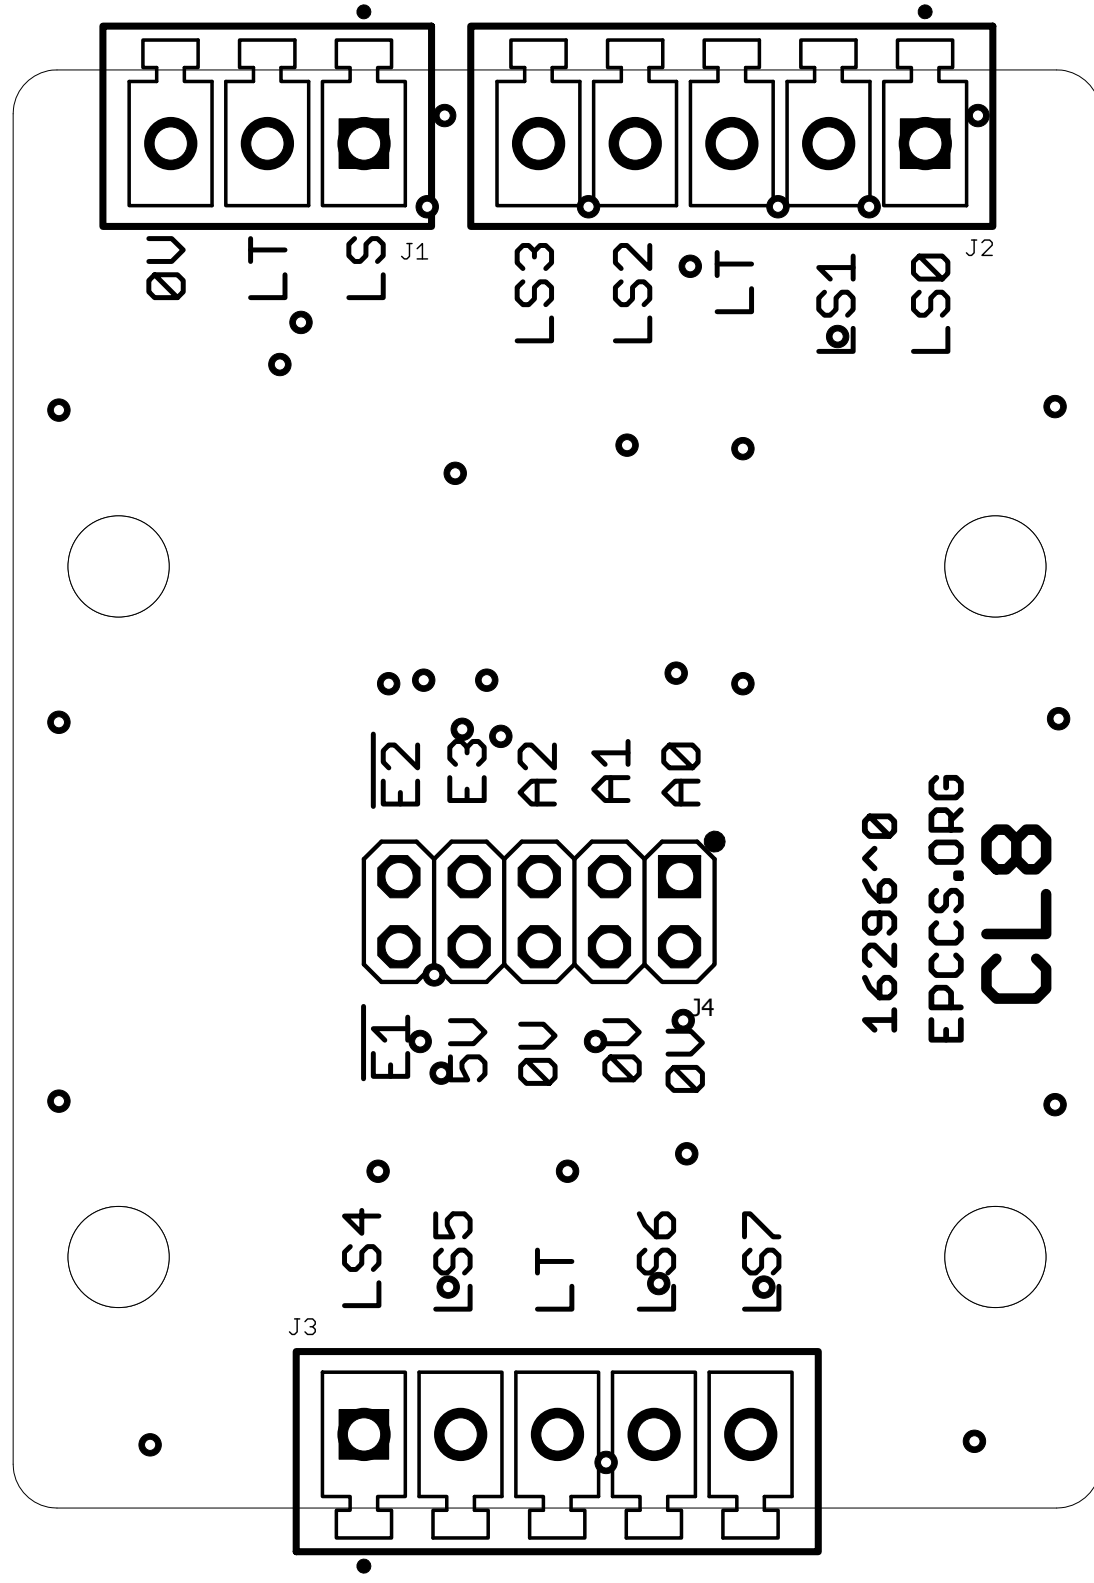 0V LT LS J1
LS3 LS2 LT LS1 LS0 J2
E2 E3 A2 A1 A0
16296^0
EPCCS.ORG
CL8
J4
E1 5V 0V 0V 0V
LS4 LS5 LT LS6 LS7
J3